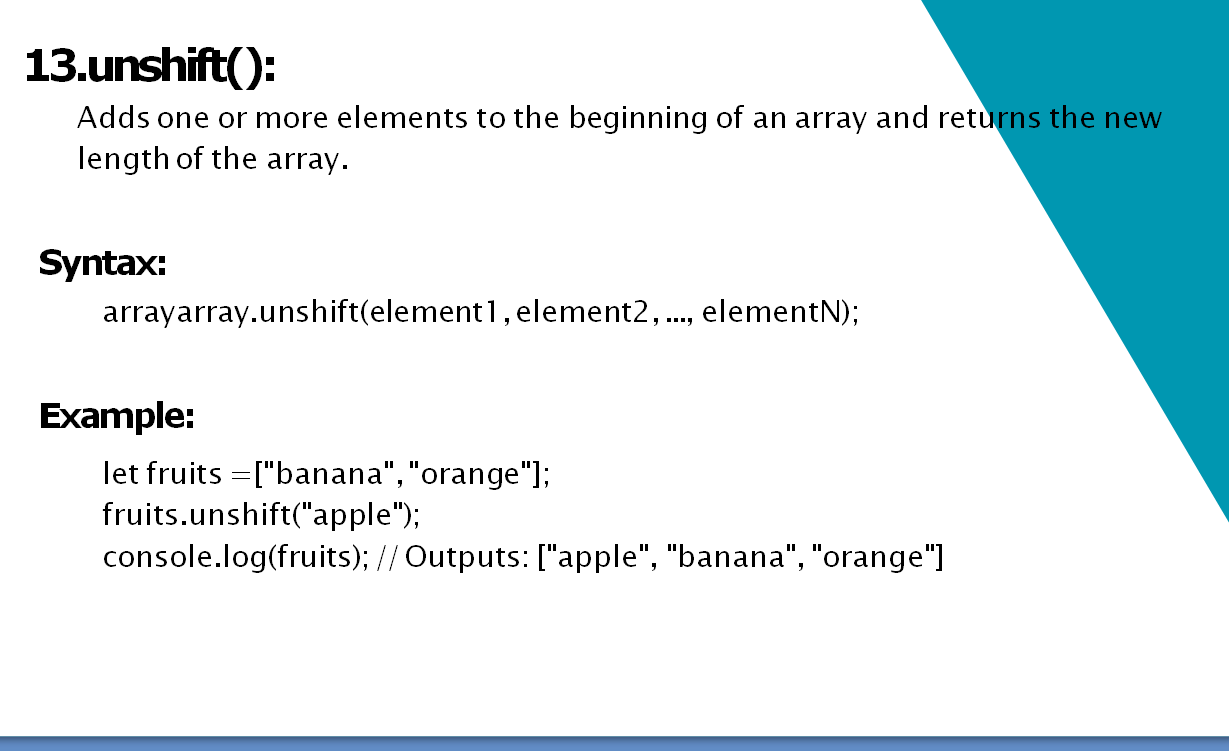 13.unshift():
Adds one or more elements to the beginning of an array and returns the new
length of the array.
Syntax:
arrayarray.unshift(element1, element2, ..., elementN);
Example:
let fruits =["banana", "orange"];
fruits.unshift("apple");
console.log(fruits); // Outputs: ["apple", "banana", "orange"]